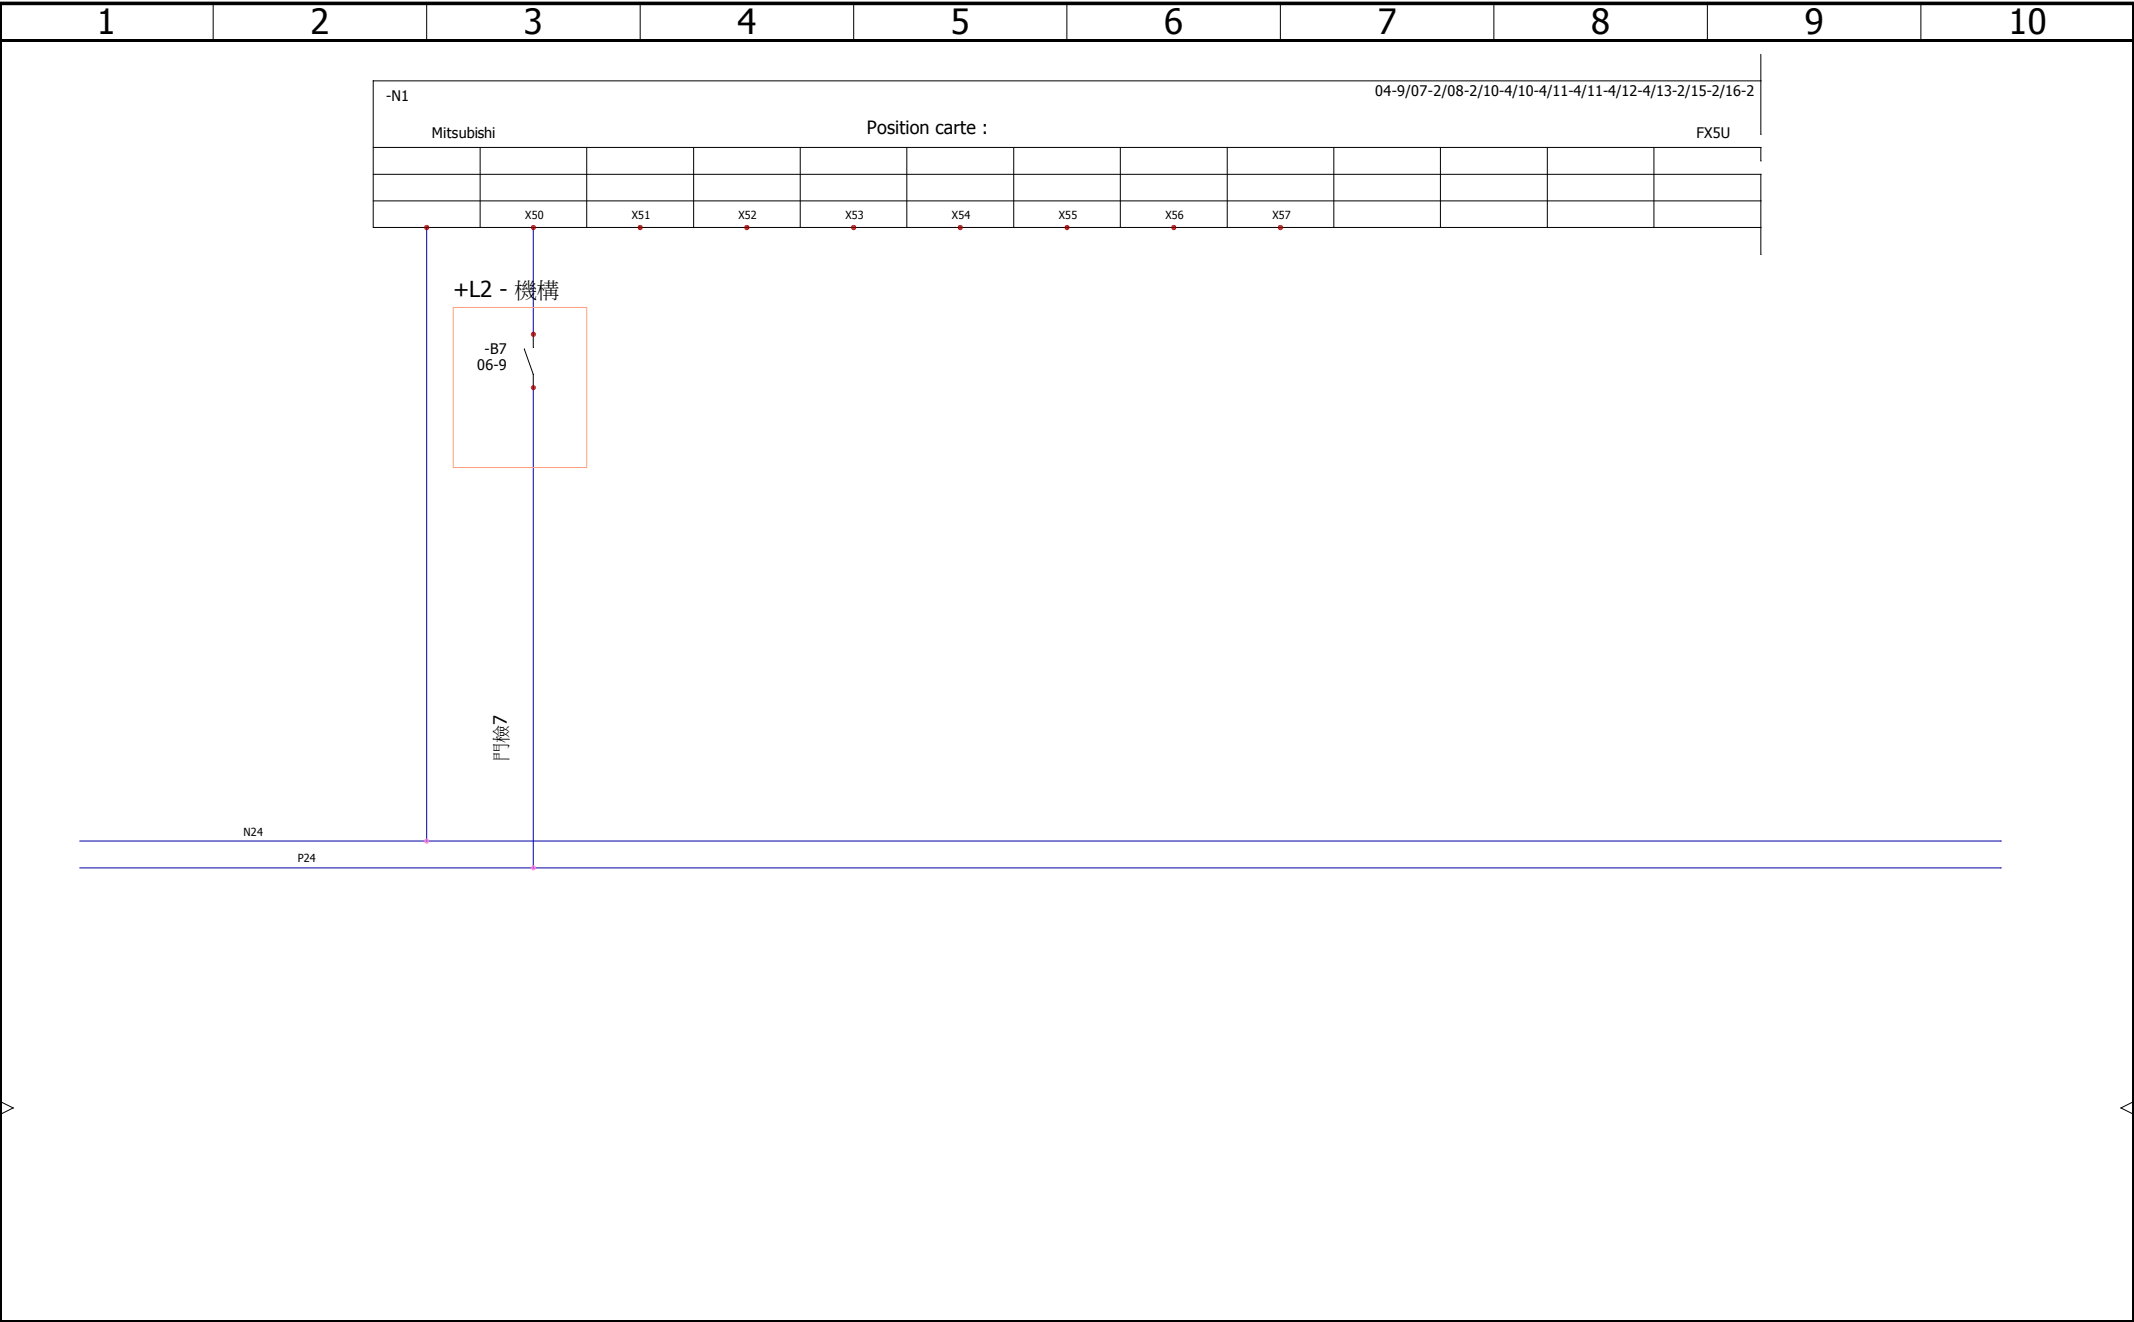 1 2 3 4 5 6 7 8 9 10
-N1 04-9/07-2/08-2/10-4/10-4/11-4/11-4/12-4/13-2/15-2/16-2
Mitsubishi Position carte : FX5U
X50 X51 X52 X53 X54 X55 X56 X57
+L2 - 機構
-B7
06-9
門檢7
N24
P24